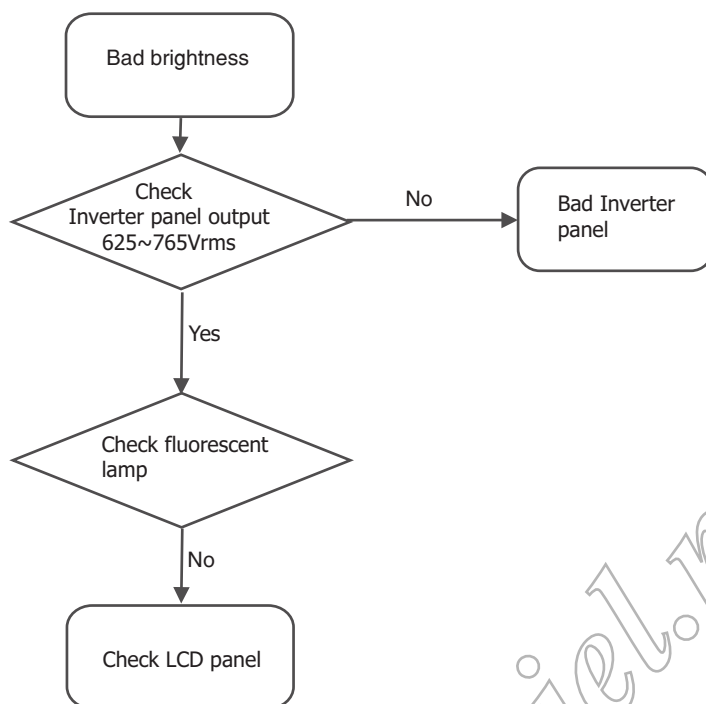 Bad brightness
Check
Inverter panel output
625~765Vrms
No
Bad Inverter
panel
Yes
Check fluorescent
lamp
No
Check LCD panel
jel.